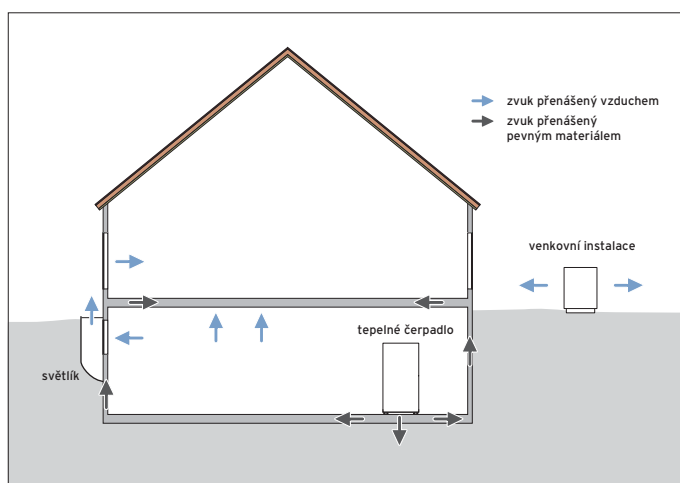 zvuk přenášený vzduchem
zvuk přenášený
pevným materiálem
venkovní instalace
tepelné čerpadlo
světlík